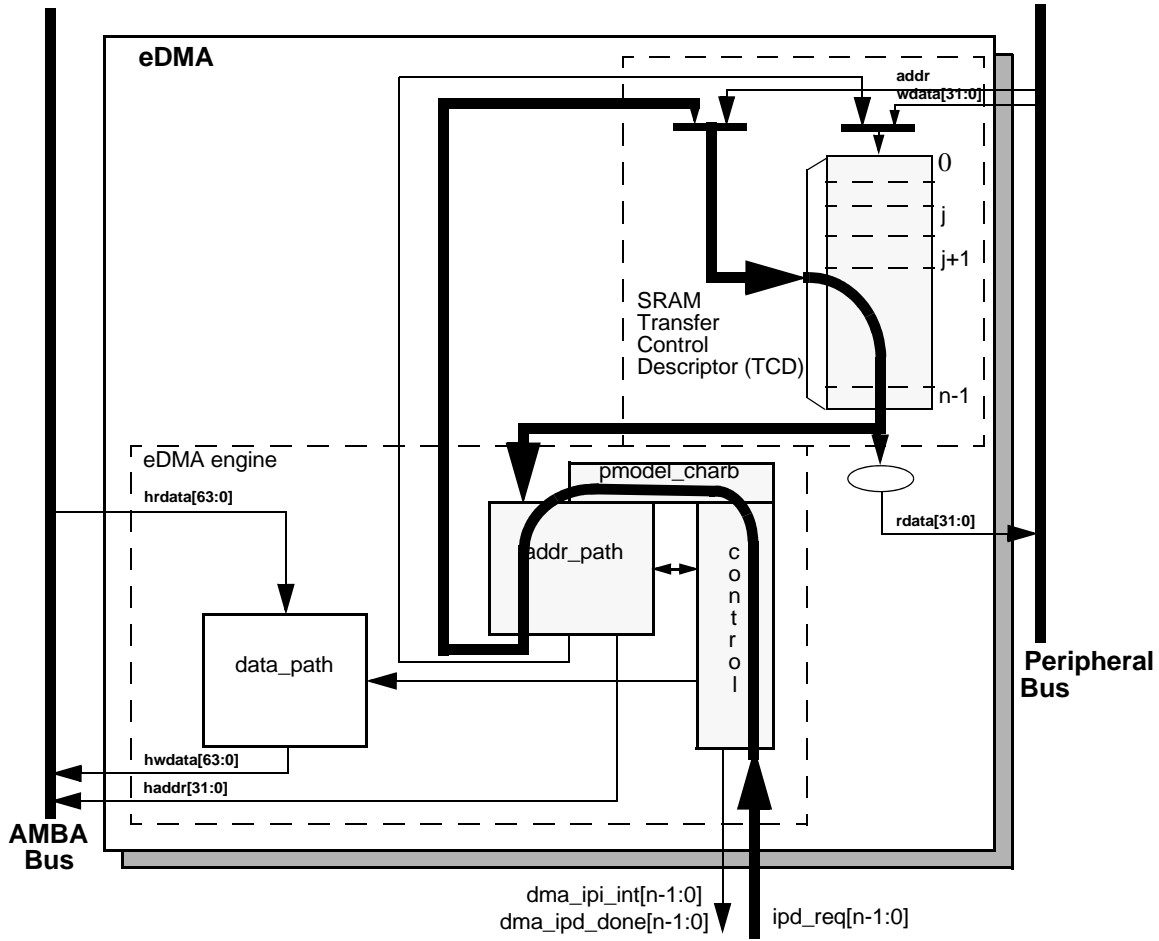 eDMA
addr
wdata[31:0]
0
j
j+1
n-1
SRAM
Transfer
Control
Descriptor (TCD)
eDMA engine
pmodel_charb
hrdata[63:0]
addr_path
control
rdata[31:0]
data_path
Peripheral
Bus
hwdata[63:0]
haddr[31:0]
AMBA
Bus
dma_ipi_int[n-1:0]
dma_ipd_done[n-1:0]
ipd_req[n-1:0]